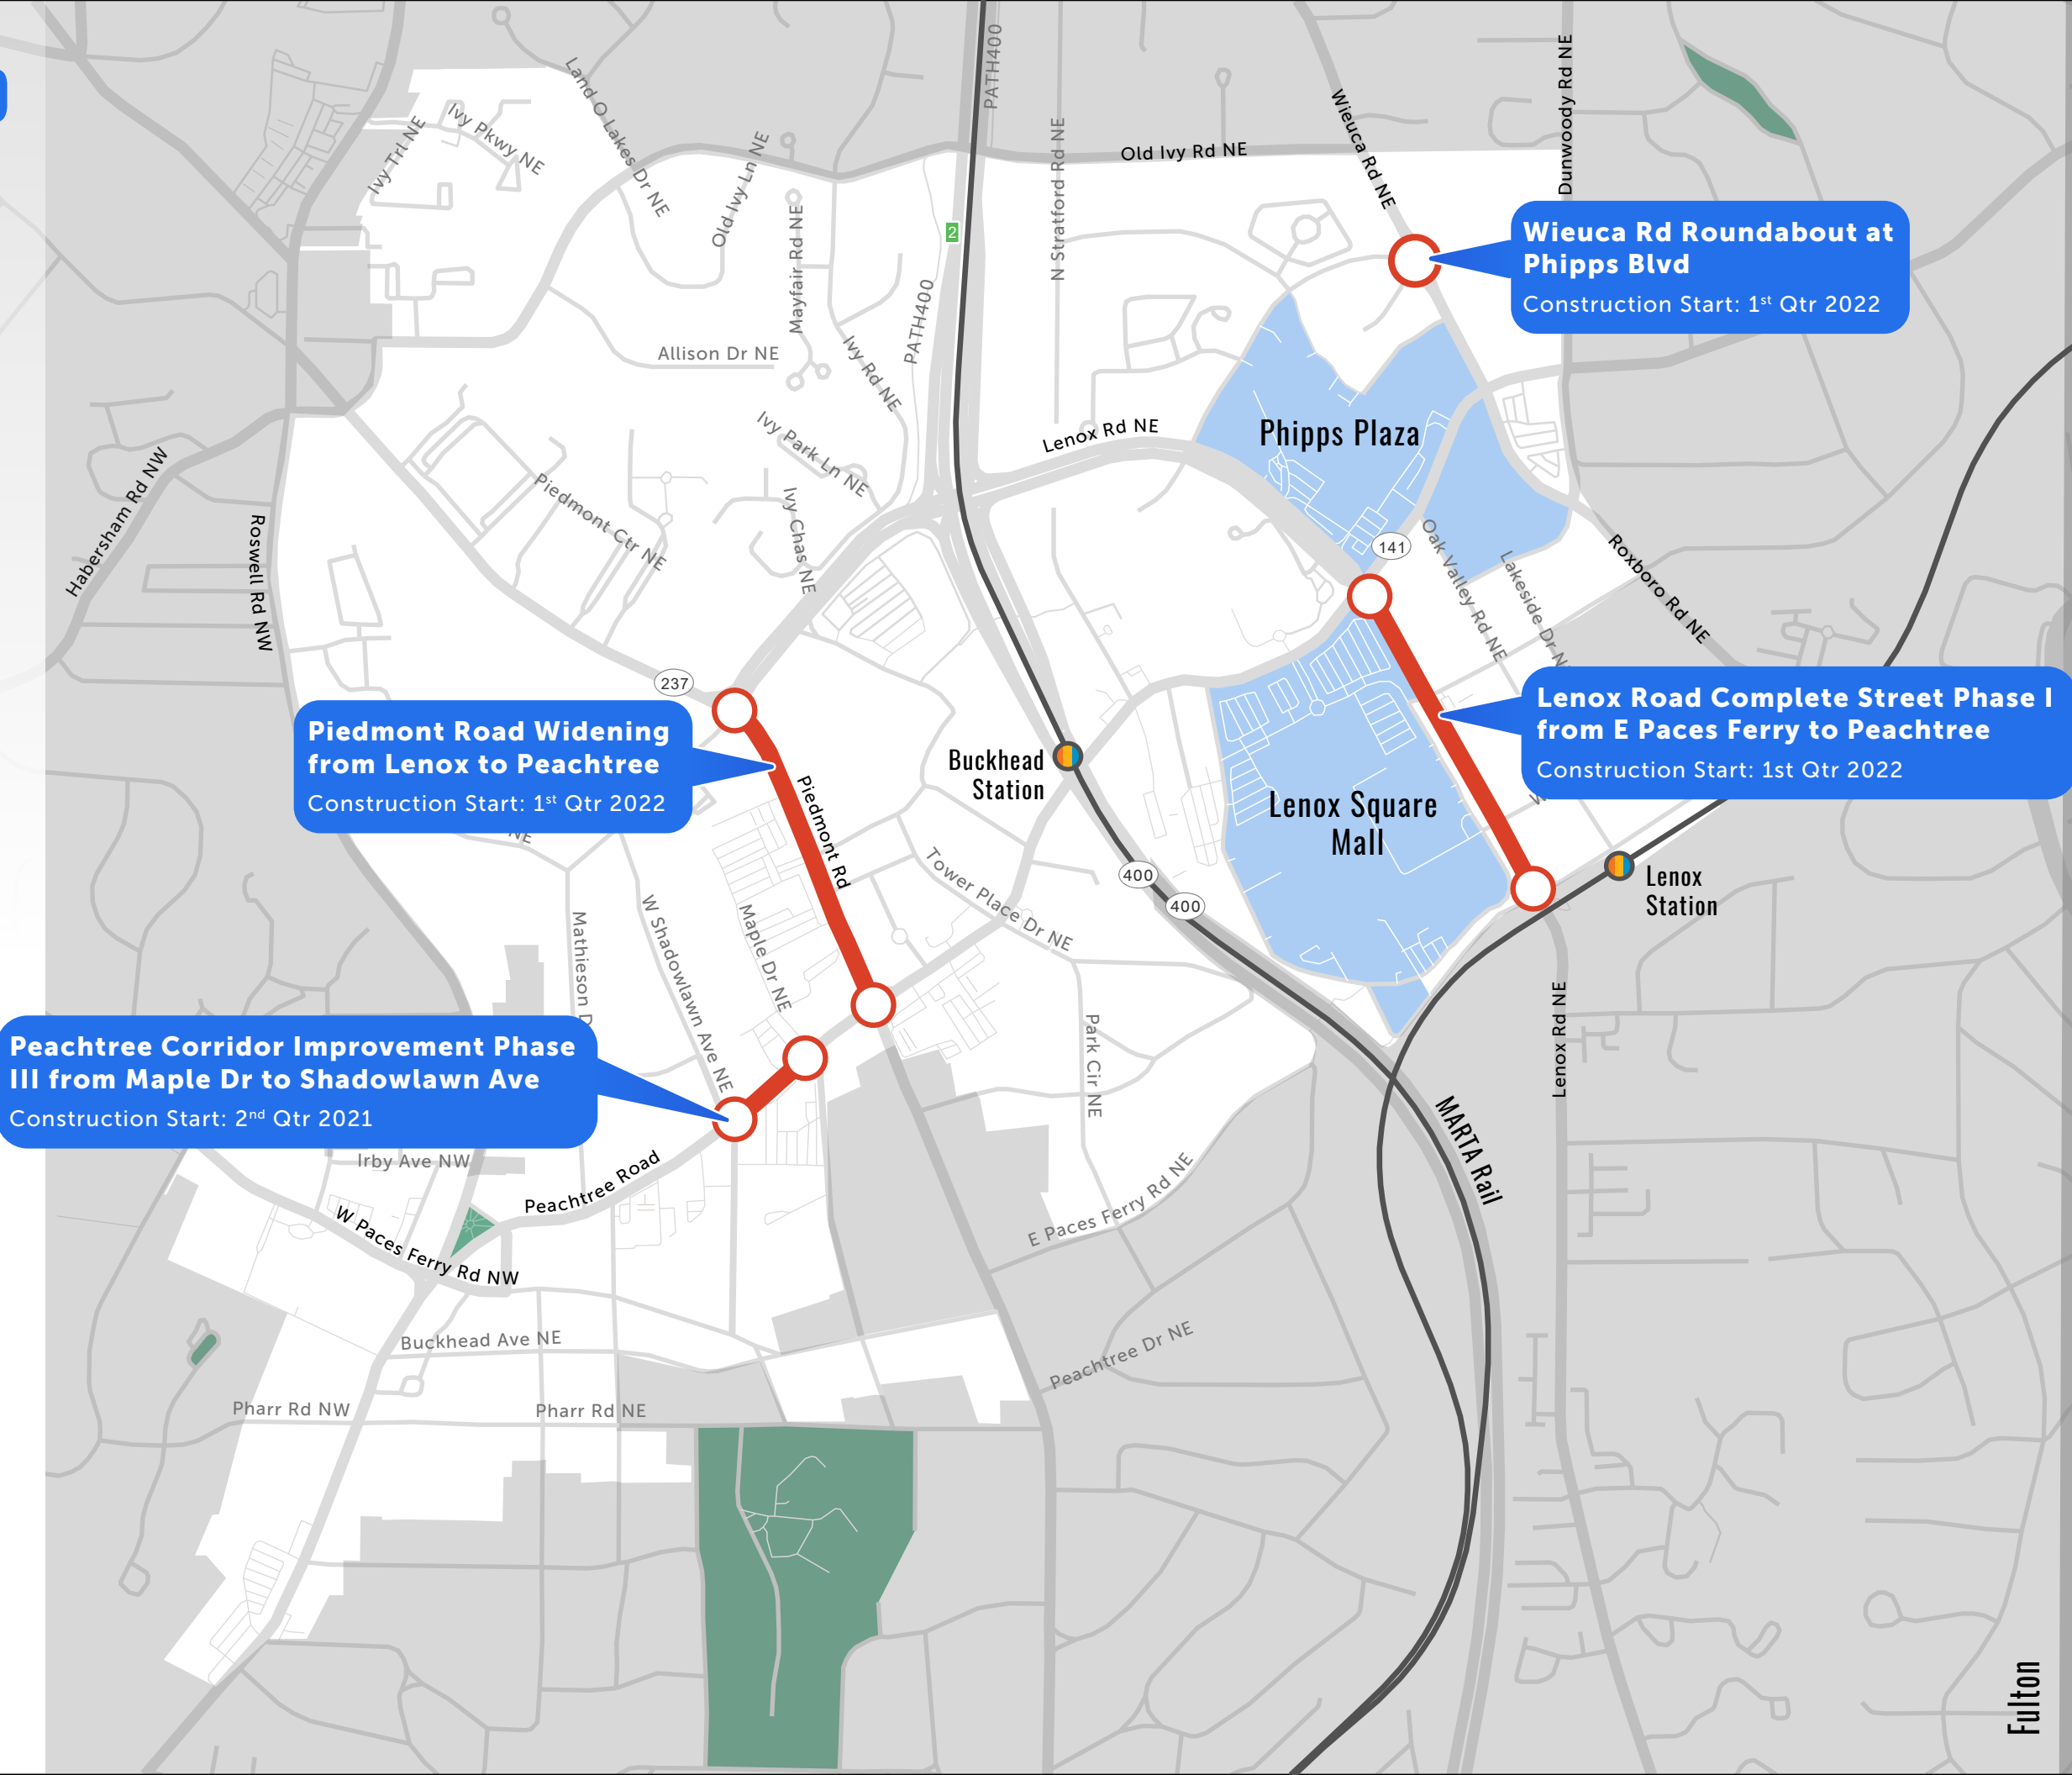 PATH400
Land O Lakes Dr NE
Ivy Pkwy NE
Ivy Trl NE
Old Ivy Ln NE
Mayfair Rd NE
N Stratford Rd NE
Old Ivy Rd NE
Wieuca Rd NE
Dunwoody Rd NE
2
Wieuca Rd Roundabout at
Phipps Blvd
Construction Start: 1st Qtr 2022
PATH400
Allison Dr NE
Ivy Rd NE
Ivy Park Ln NE
Lenox Rd NE
Phipps Plaza
Habersham Rd NW
Roswell Rd NW
Piedmont Ctr NE
Ivy Chas NE
141
Oak Valley Rd NE
Lakeside Dr N
Roxboro Rd NE
237
Piedmont Road Widening
from Lenox to Peachtree
Construction Start: 1st Qtr 2022
Lenox Road Complete Street Phase I
from E Paces Ferry to Peachtree
Construction Start: 1st Qtr 2022
Buckhead
Station
Piedmont Rd
Lenox Square
Mall
NE
Tower Place Dr NE
400
400
Lenox
Station
Mathieson D
W Shadowlawn Ave NE
Maple Dr NE
Park Cir NE
Lenox Rd NE
Peachtree Corridor Improvement Phase
III from Maple Dr to Shadowlawn Ave
Construction Start: 2nd Qtr 2021
MARTA Rail
Irby Ave NW
Peachtree Road
E Paces Ferry Rd NE
W Paces Ferry Rd NW
Buckhead Ave NE
Peachtree Dr NE
Pharr Rd NW
Pharr Rd NE
Fulton